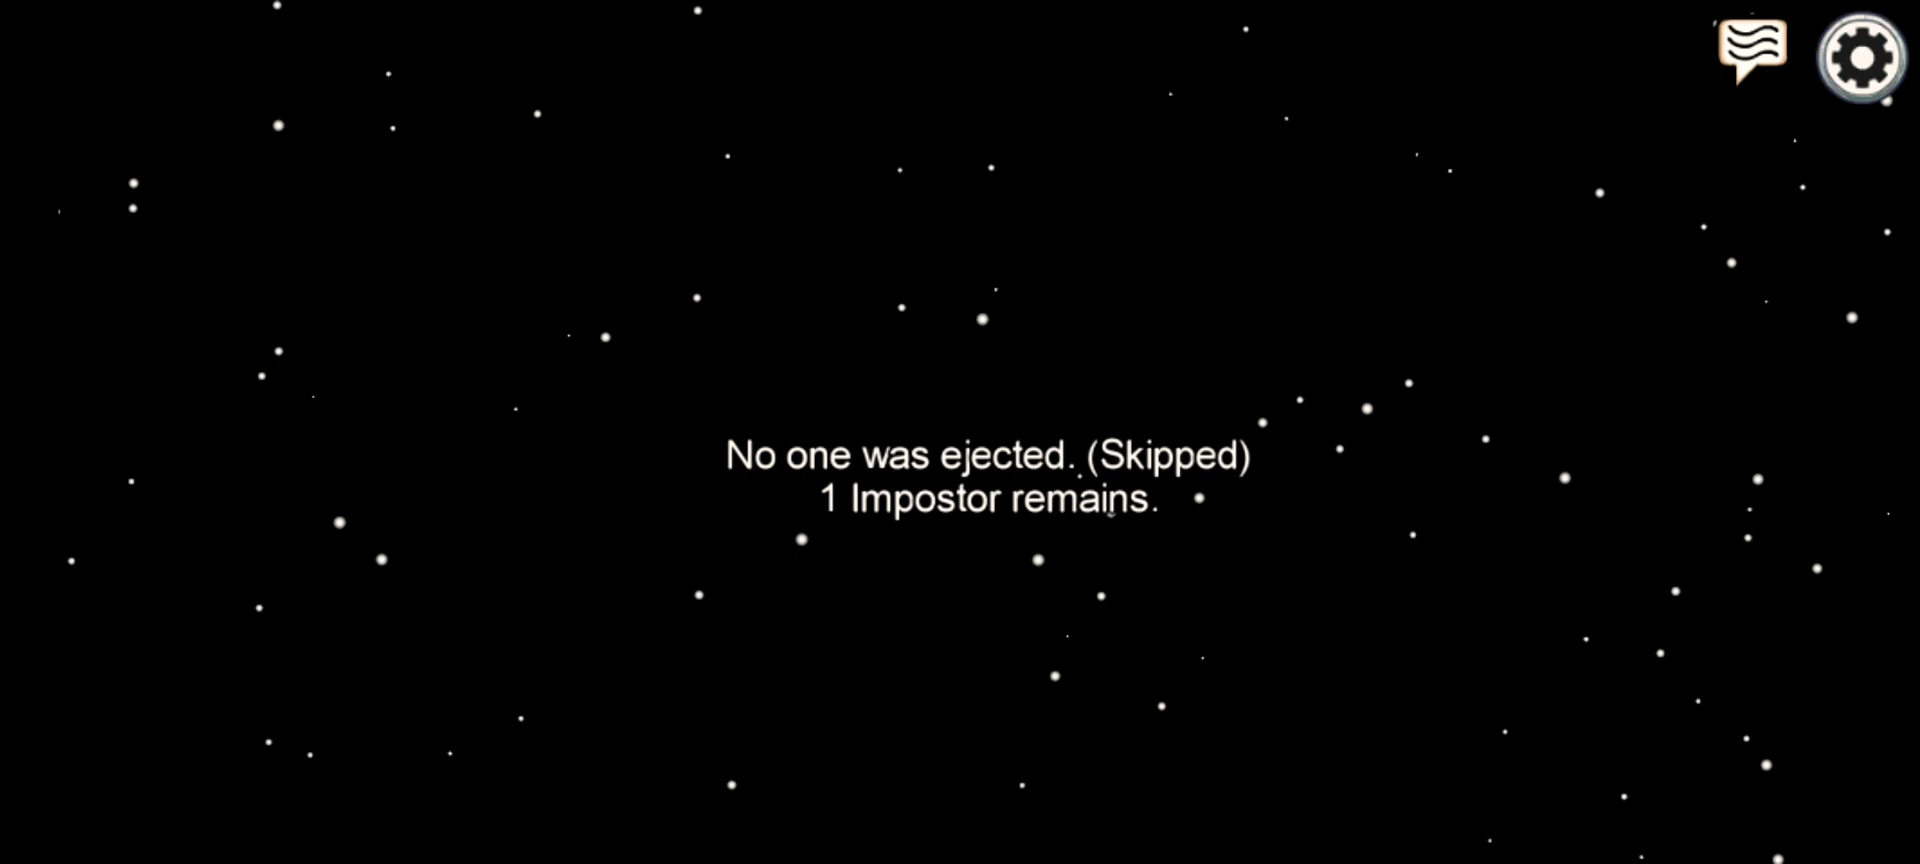 No one was ejected. (Skipped)
1 Impostor remains.